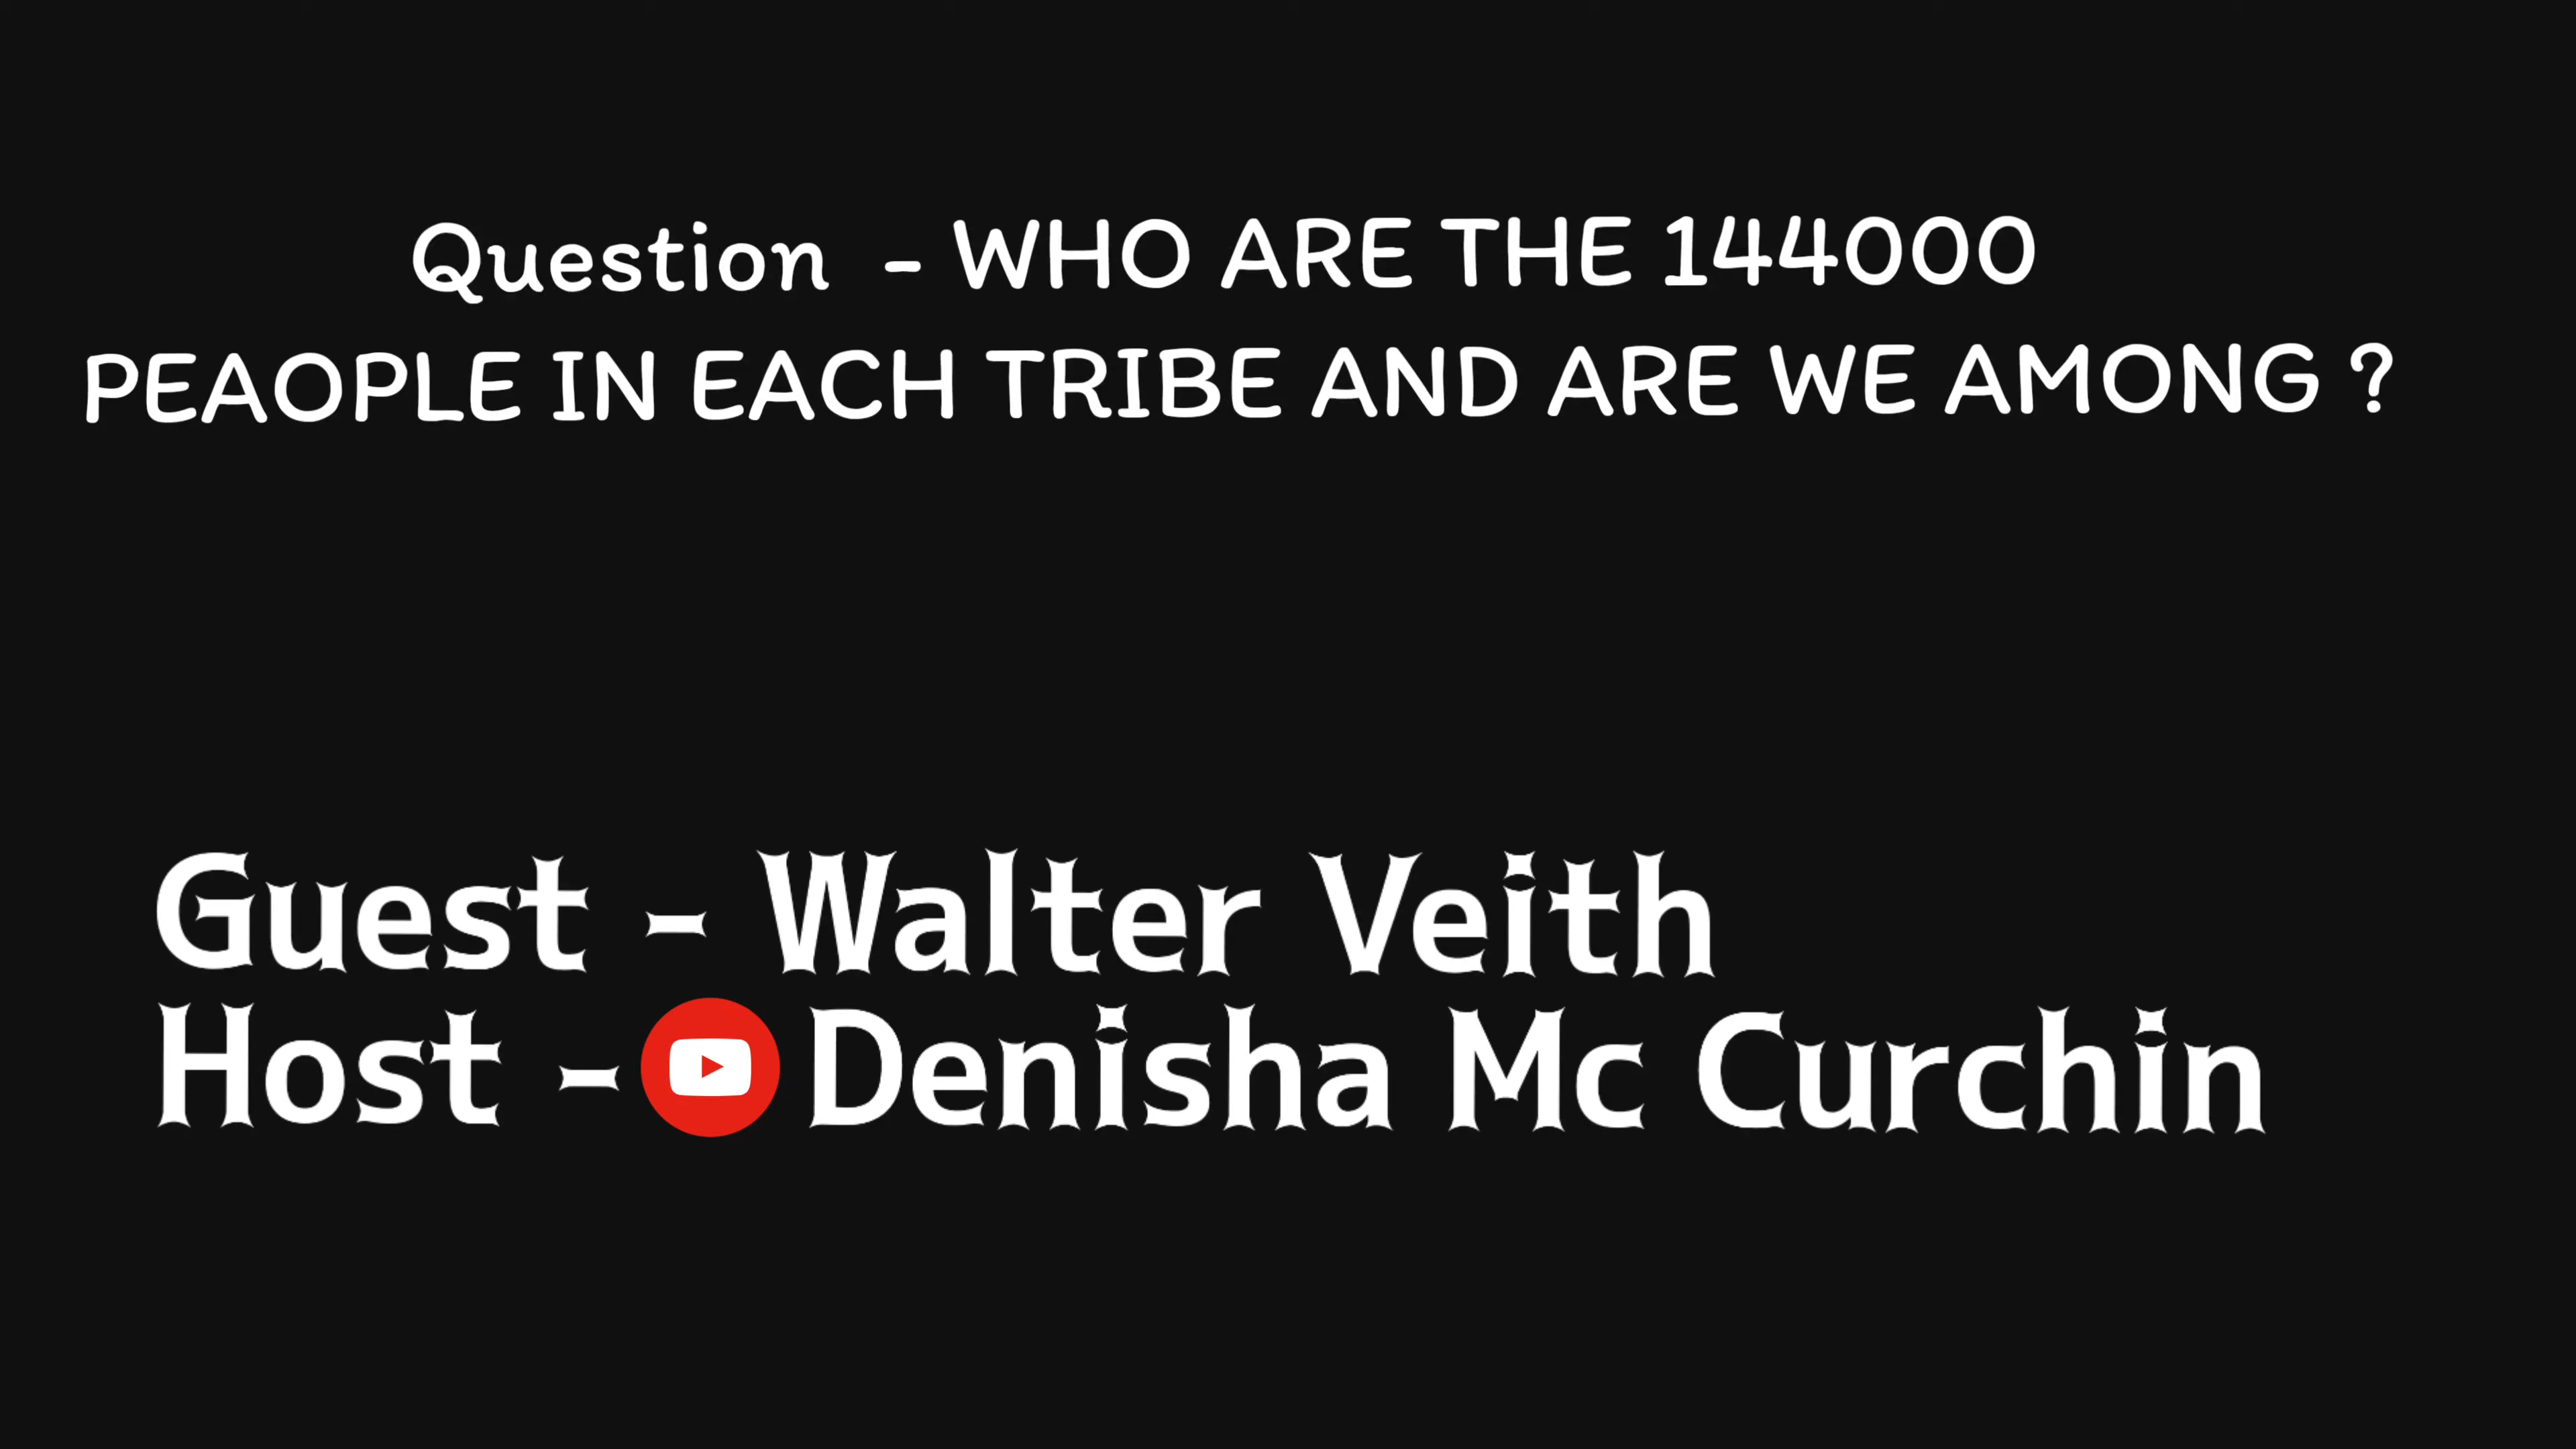 Question - WHO ARE THE 144000
PEAOPLE IN EACH TRIBE AND ARE WE AMONG ?
Guest - Walter Veith
Host - Denisha Mc Curchin